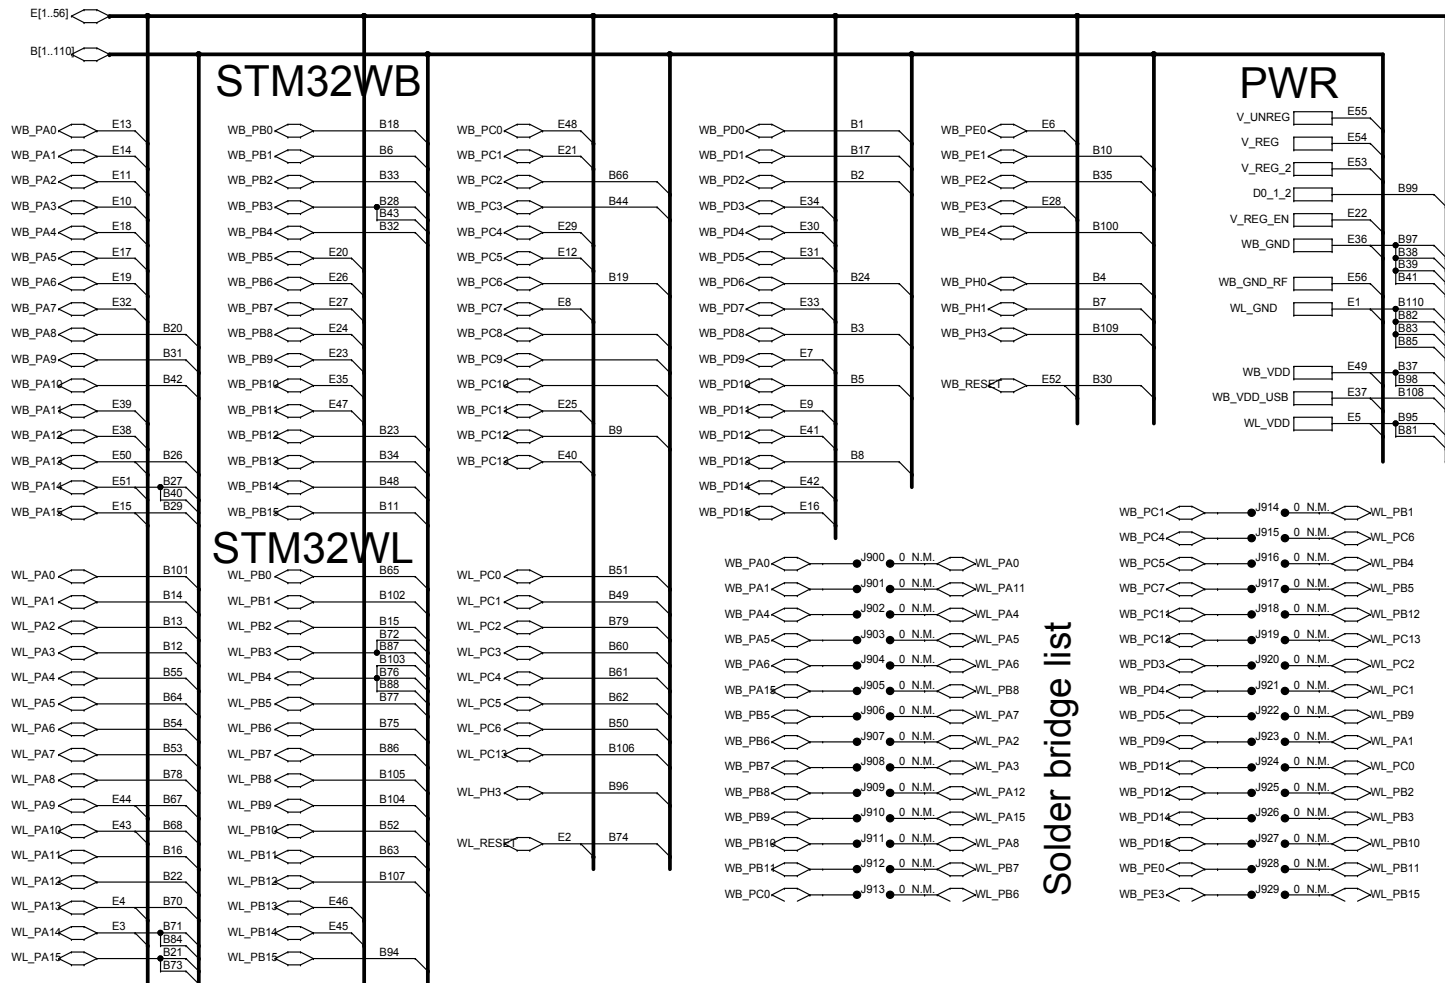 E[1..56]
B[1..110]
STM32WB
WB_PA0 E13
WB_PA1 E14
WB_PA2 E11
WB_PA3 E10
WB_PA4 E18
WB_PA5 E17
WB_PA6 E19
WB_PA7 E32
WB_PA8 B20
WB_PA9 B31
WB_PA10 B42
WB_PA11 E39
WB_PA12 E38
WB_PA13 E50 B26
WB_PA14 E51 B27
B40
WB_PA15 E15 B29
WB_PB0 B18
WB_PB1 B6
WB_PB2 B33
WB_PB3 B28
B43
WB_PB4 B32
WB_PB5 E20
WB_PB6 E26
WB_PB7 E27
WB_PB8 E24
WB_PB9 E23
WB_PB10 E35
WB_PB11 E47
WB_PB12 B23
WB_PB13 B34
WB_PB14 B48
WB_PB15 B11
WB_PC0 E48
WB_PC1 E21
WB_PC2 B66
WB_PC3 B44
WB_PC4 E29
WB_PC5 E12
WB_PC6 B19
WB_PC7 E8
WB_PC8
WB_PC9
WB_PC10
WB_PC11 E25
WB_PC12 B9
WB_PC13 E40
WB_PD0 B1
WB_PD1 B17
WB_PD2 B2
WB_PD3 E34
WB_PD4 E30
WB_PD5 E31
WB_PD6 B24
WB_PD7 E33
WB_PD8 B3
WB_PD9 E7
WB_PD10 B5
WB_PD11 E9
WB_PD12 E41
WB_PD13 B8
WB_PD14 E42
WB_PD15 E16
WB_PE0 E6
WB_PE1 B10
WB_PE2 B35
WB_PE3 E28
WB_PE4 B100
WB_PH0 B4
WB_PH1 B7
WB_PH3 B109
WB_RESET E52 B30
PWR
V_UNREG E55
V_REG E54
V_REG_2 E53
D0_1_2 B99
V_REG_EN E22
WB_GND E36 B97
B38
B39
B41
WB_GND_RF E56
WL_GND E1 B110
B82
B83
B85
WB_VDD E49 B37
B98
WB_VDD_USB E37 B108
WL_VDD E5 B95
B81
STM32WL
WL_PA0 B101
WL_PA1 B14
WL_PA2 B13
WL_PA3 B12
WL_PA4 B55
WL_PA5 B64
WL_PA6 B54
WL_PA7 B53
WL_PA8 B78
WL_PA9 E44 B67
WL_PA10 E43 B68
WL_PA11 B16
WL_PA12 B22
WL_PA13 E4 B70
WL_PA14 E3 B71
B84
WL_PA15 B21
B73
WL_PB0 B65
WL_PB1 B102
WL_PB2 B15
B72
WL_PB3 B87
B103
WL_PB4 B76
B88
WL_PB5 B77
WL_PB6 B75
WL_PB7 B86
WL_PB8 B105
WL_PB9 B104
WL_PB10 B52
WL_PB11 B63
WL_PB12 B107
WL_PB13 E46
WL_PB14 E45
WL_PB15 B94
WL_PC0 B51
WL_PC1 B49
WL_PC2 B79
WL_PC3 B60
WL_PC4 B61
WL_PC5 B62
WL_PC6 B50
WL_PC13 B106
WL_PH3 B96
WL_RESET E2 B74
WB_PA0 J900 0 N.M. WL_PA0
WB_PA1 J901 0 N.M. WL_PA11
WB_PA4 J902 0 N.M. WL_PA4
WB_PA5 J903 0 N.M. WL_PA5
WB_PA6 J904 0 N.M. WL_PA6
WB_PA15 J905 0 N.M. WL_PB8
WB_PB5 J906 0 N.M. WL_PA7
WB_PB6 J907 0 N.M. WL_PA2
WB_PB7 J908 0 N.M. WL_PA3
WB_PB8 J909 0 N.M. WL_PA12
WB_PB9 J910 0 N.M. WL_PA15
WB_PB10 J911 0 N.M. WL_PA8
WB_PB11 J912 0 N.M. WL_PB7
WB_PC0 J913 0 N.M. WL_PB6
Solder bridge list
WB_PC1 J914 0 N.M. WL_PB1
WB_PC4 J915 0 N.M. WL_PC6
WB_PC5 J916 0 N.M. WL_PB4
WB_PC7 J917 0 N.M. WL_PB5
WB_PC11 J918 0 N.M. WL_PB12
WB_PC13 J919 0 N.M. WL_PC13
WB_PD3 J920 0 N.M. WL_PC2
WB_PD4 J921 0 N.M. WL_PC1
WB_PD5 J922 0 N.M. WL_PB9
WB_PD9 J923 0 N.M. WL_PA1
WB_PD11 J924 0 N.M. WL_PC0
WB_PD12 J925 0 N.M. WL_PB2
WB_PD14 J926 0 N.M. WL_PB3
WB_PD15 J927 0 N.M. WL_PB10
WB_PE0 J928 0 N.M. WL_PB11
WB_PE3 J929 0 N.M. WL_PB15